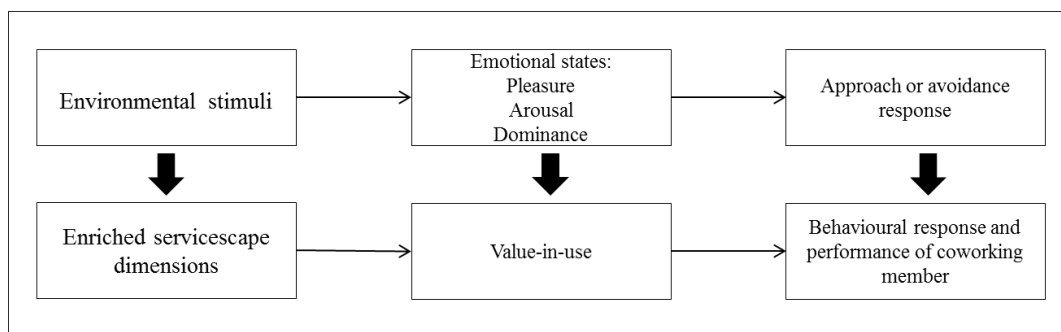 Environmental stimuli
Emotional states:
Pleasure
Arousal
Dominance
Approach or avoidance
response
Enriched servicescape
dimensions
Value-in-use
Behavioural response and
performance of coworking
member